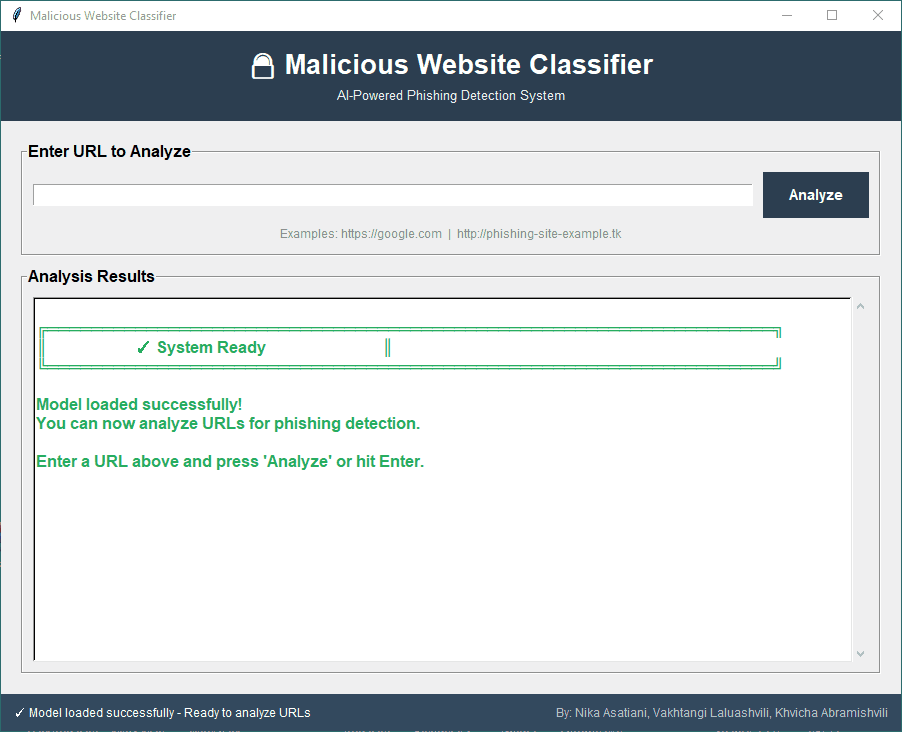 Malicious Website Classifier
🔒 Malicious Website Classifier
AI-Powered Phishing Detection System
Enter URL to Analyze
Analyze
Examples: https://google.com | http://phishing-site-example.tk
Analysis Results
✓ System Ready
Model loaded successfully!
You can now analyze URLs for phishing detection.
Enter a URL above and press 'Analyze' or hit Enter.
✓ Model loaded successfully - Ready to analyze URLs
By: Nika Asatiani, Vakhtangi Laluashvili, Khvicha Abramishvili